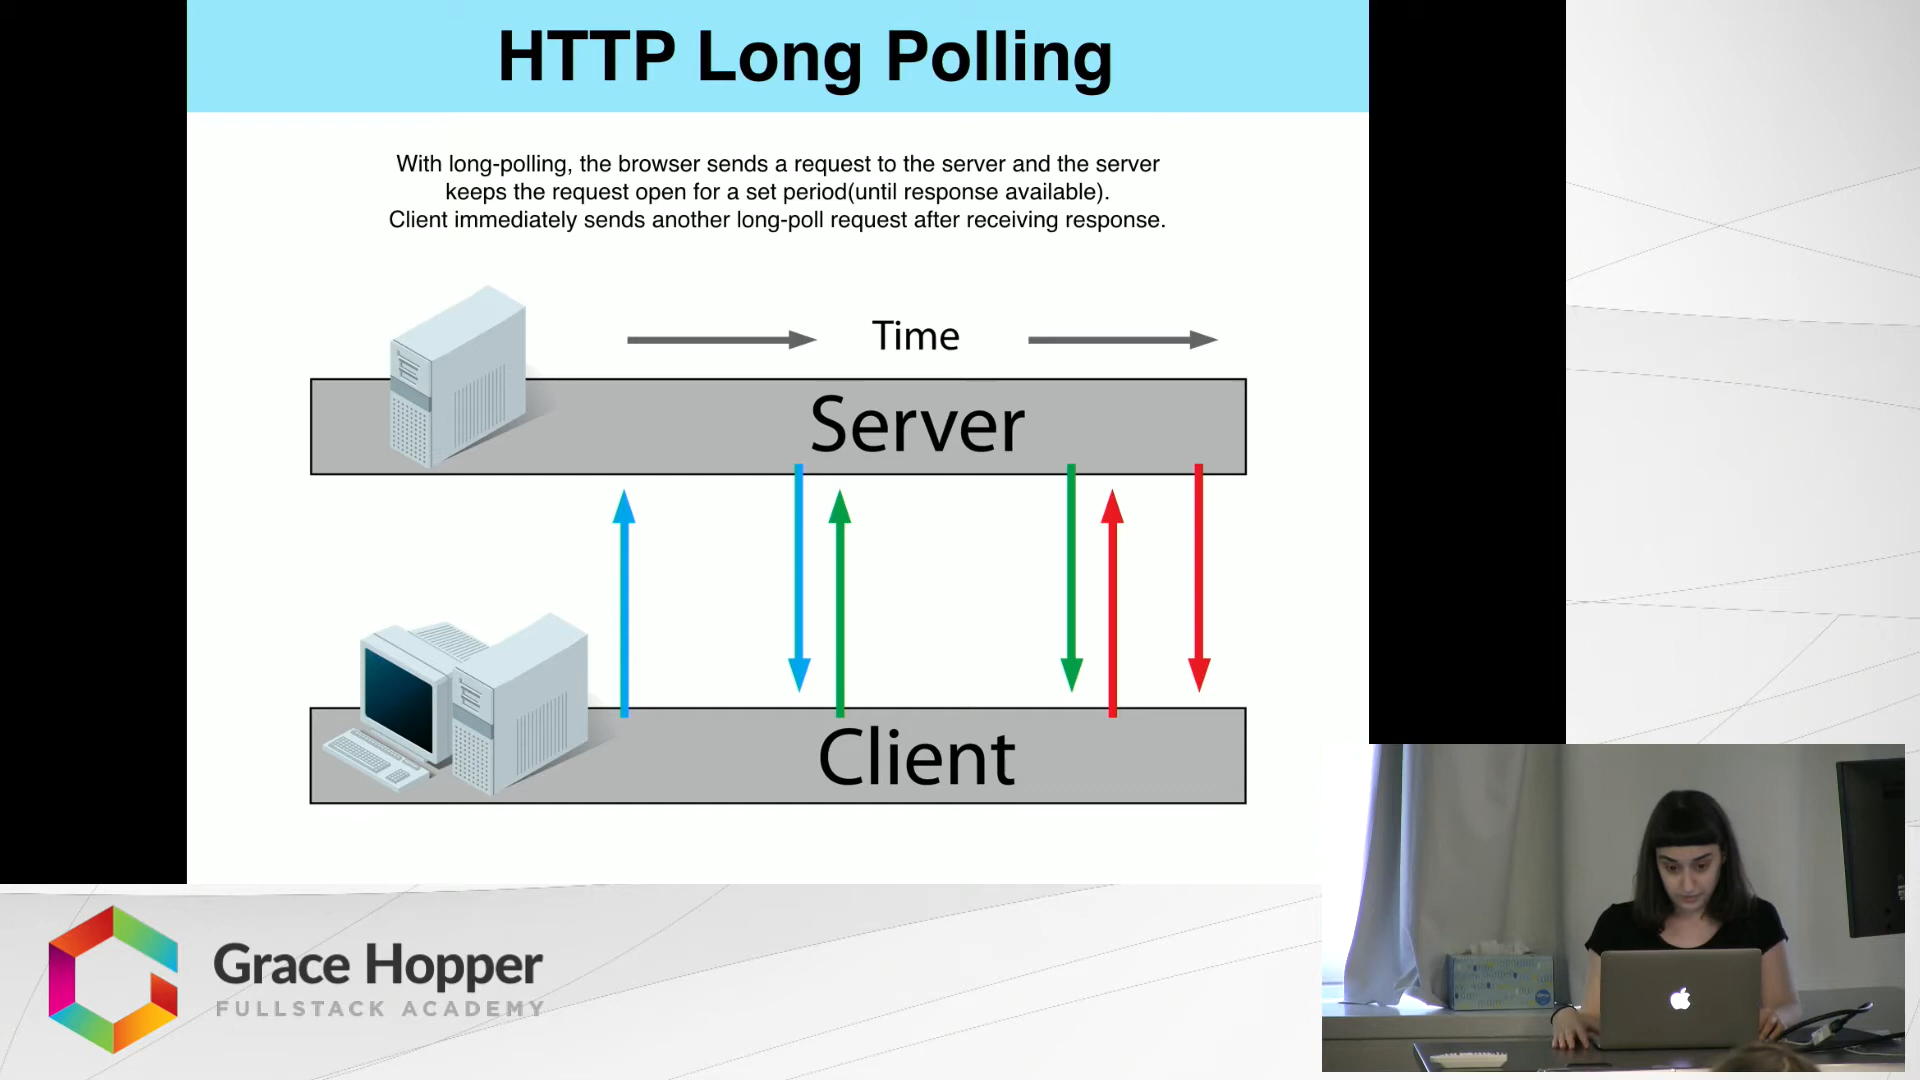 HTTP Long Polling
With long-polling, the browser sends a request to the server and the server
keeps the request open for a set period(until response available).
Client immediately sends another long-poll request after receiving response.
Time
Server
Client
Grace Hopper
FULLSTACK ACADEMY